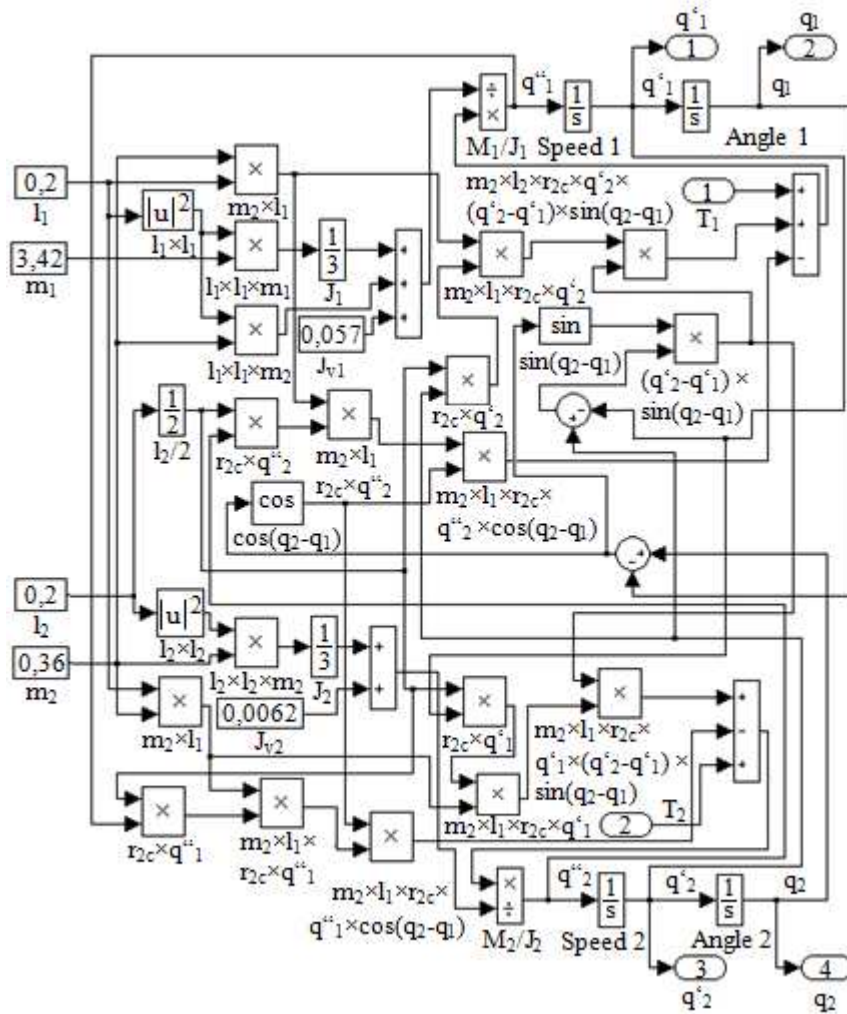 q‘1
q1
1
2
÷
×
q“1
1
s
q‘1
1
s
q1
M1/J1
Speed 1
Angle 1
0,2
l1
×
m2×l1
|u|²
l1×l1
3,42
m1
×
l1×l1×m1
1
3
J1
+
+
+
×
l1×l1×m2
0,057
Jv1
m2×l2×r2c×q‘2×
(q‘2-q‘1)×sin(q2-q1)
1
T1
+
+
-
×
m2×l1×r2c×q‘2
×
sin
sin(q2-q1)
×
(q‘2-q‘1)×
sin(q2-q1)
×
r2c×q‘2
+
-
1
2
l2/2
×
r2c×q“2
×
m2×l1
r2c×q“2
×
m2×l1×r2c×
q“2×cos(q2-q1)
cos
cos(q2-q1)
+
-
0,2
l2
|u|²
l2×l2
0,36
m2
×
l2×l2×m2
1
3
J2
+
+
0,0062
Jv2
×
m2×l1
×
r2c×q‘1
×
m2×l1×r2c×
q‘1×(q‘2-q‘1)×
sin(q2-q1)
+
-
+
×
m2×l1×r2c×q‘1
2
T2
×
r2c×q“1
×
m2×l1×
r2c×q“1
×
m2×l1×r2c×
q“1×cos(q2-q1)
×
÷
M2/J2
q“2
1
s
Speed 2
q‘2
1
s
Angle 2
q2
3
q‘2
4
q2